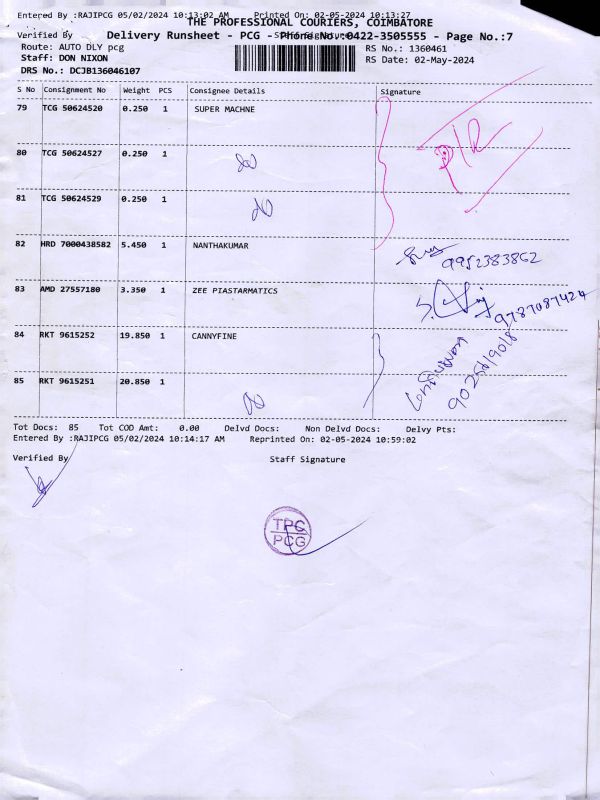 Entered By :RAJIPCG 05/02/2024 10:13:02 AM Printed On: 02-05-2024 10:13:27
THE PROFESSIONAL COURIERS, COIMBATORE
Verified By Staff Signature
Delivery Runsheet - PCG - Phone No.:0422-3505555 - Page No.:7
Route: AUTO DLY pcg RS No.: 1360461
Staff: DON NIXON RS Date: 02-May-2024
DRS No.: DCJB136046107
S No Consignment No Weight PCS Consignee Details Signature
79 TCG 50624520 0.250 1 SUPER MACHNE
80 TCG 50624527 0.250 1
81 TCG 50624529 0.250 1
82 HRD 7000438582 5.450 1 NANTHAKUMAR
9952383862
83 AMD 27557180 3.350 1 ZEE PIASTARMATICS
9787087424
84 RKT 9615252 19.850 1 CANNYFINE
85 RKT 9615251 20.850 1
Tot Docs: 85 Tot COD Amt: 0.00 Delvd Docs: Non Delvd Docs: Delvy Pts:
Entered By :RAJIPCG 05/02/2024 10:14:17 AM Reprinted On: 02-05-2024 10:59:02
Verified By Staff Signature
TPC
PCG